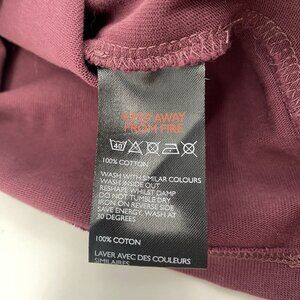 KEEP AWAY
FROM FIRE
40
100% COTTON
WASH WITH SIMILAR COLOURS
WASH INSIDE OUT
RESHAPE WHILST DAMP
DO NOT TUMBLE DRY
IRON ON REVERSE SIDE
SAVE ENERGY, WASH AT
30 DEGREES
100% COTON
LAVER AVEC DES COULEURS
SIMILAIRES